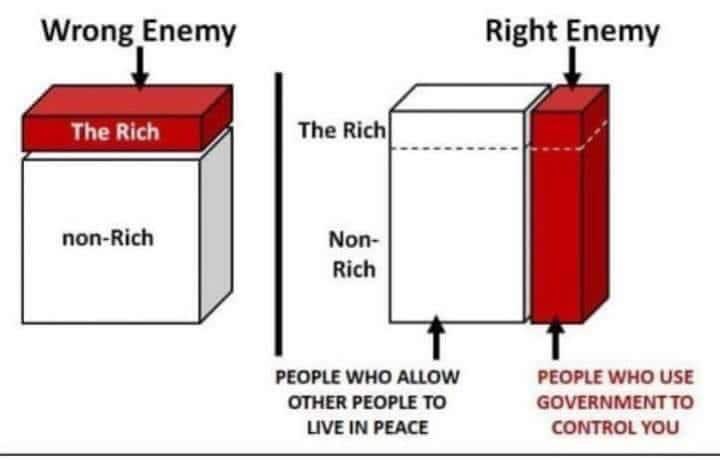 Wrong Enemy
The Rich
non-Rich
Right Enemy
The Rich
Non-
Rich
PEOPLE WHO ALLOW
OTHER PEOPLE TO
LIVE IN PEACE
PEOPLE WHO USE
GOVERNMENT TO
CONTROL YOU